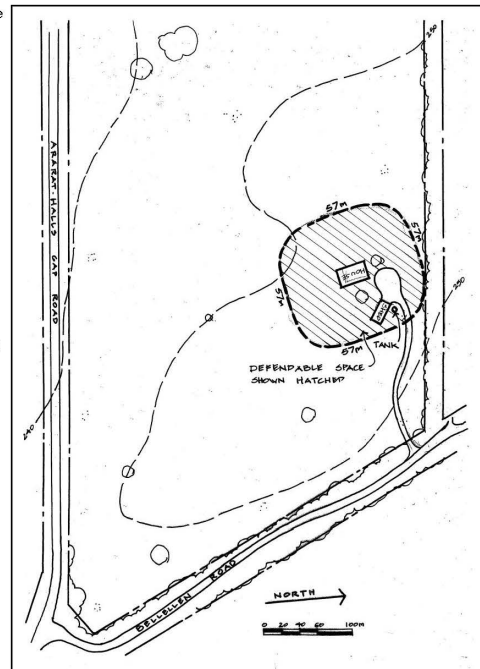 e
ARARAT-HALLS GAP ROAD
250
57m
57m
57m
57m
HOUSE
SHED
TANK
DEFENDABLE SPACE
SHOWN HATCHED
250
240
BELLELLEN ROAD
NORTH
0 20 40 60 100M